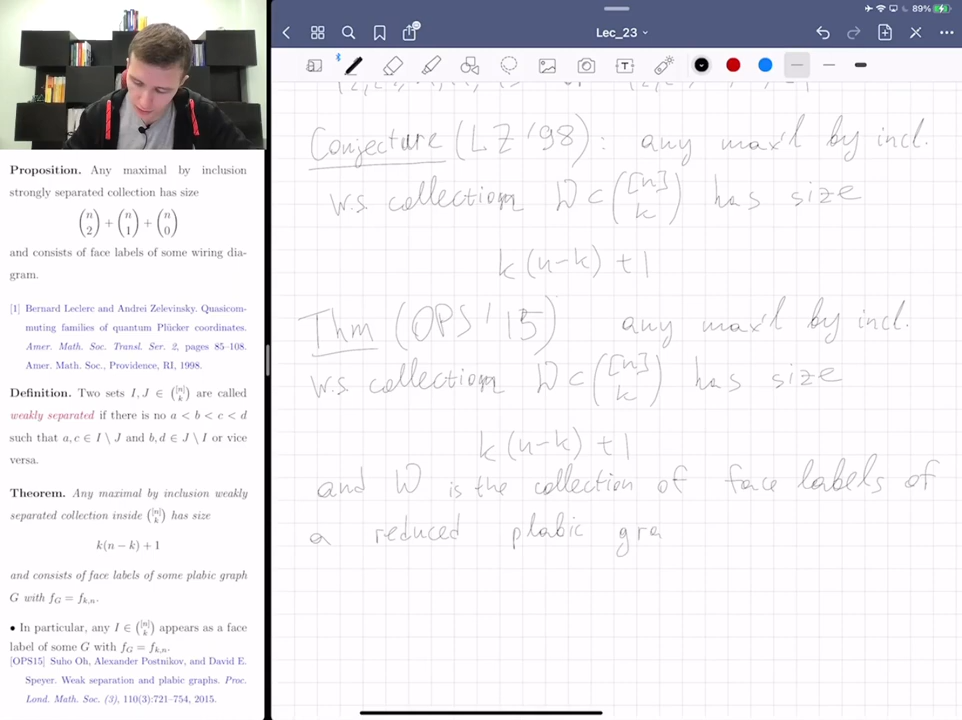 Proposition. Any maximal by inclusion
strongly separated collection has size
(n 2) + (n 1) + (n 0)
and consists of face labels of some wiring dia-
gram.
[1] Bernard Leclerc and Andrei Zelevinsky. Quasicom-
muting families of quantum Plücker coordinates.
Amer. Math. Soc. Transl. Ser. 2, pages 85–108.
Amer. Math. Soc., Providence, RI, 1998.
Definition. Two sets I, J ∈ ([n] k) are called
weakly separated if there is no a < b < c < d
such that a, c ∈ I \ J and b, d ∈ J \ I or vice
versa.
Theorem. Any maximal by inclusion weakly
separated collection inside ([n] k) has size
k(n − k) + 1
and consists of face labels of some plabic graph
G with f_G = f_{k,n}.
• In particular, any I ∈ ([n] k) appears as a face
label of some G with f_G = f_{k,n}.
[OPS15] Suho Oh, Alexander Postnikov, and David E.
Speyer. Weak separation and plabic graphs. Proc.
Lond. Math. Soc. (3), 110(3):721–754, 2015.
89%
Lec_23
Conjecture (LZ'98): any max'l by incl.
w.s. collection W ⊂ ([n] k) has size
k(n-k)+1
Thm (OPS'15) any max'l by incl.
w.s. collection W ⊂ ([n] k) has size
k(n-k)+1
and W is the collection of face labels of
a reduced plabic gra